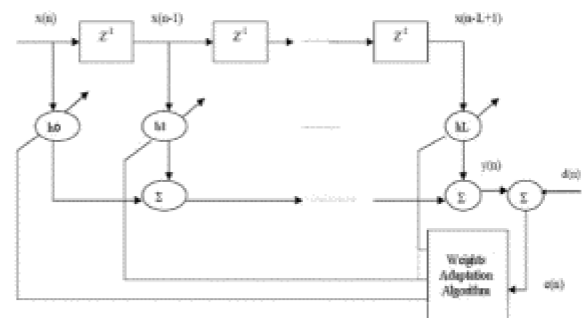 x(n) x(n-1) x(n-L+1)
Z-1 Z-1 Z-1
h0 h1 hL
y(n)
d(n)
Σ Σ Σ
Weights
Adaptation
Algorithm
e(n)